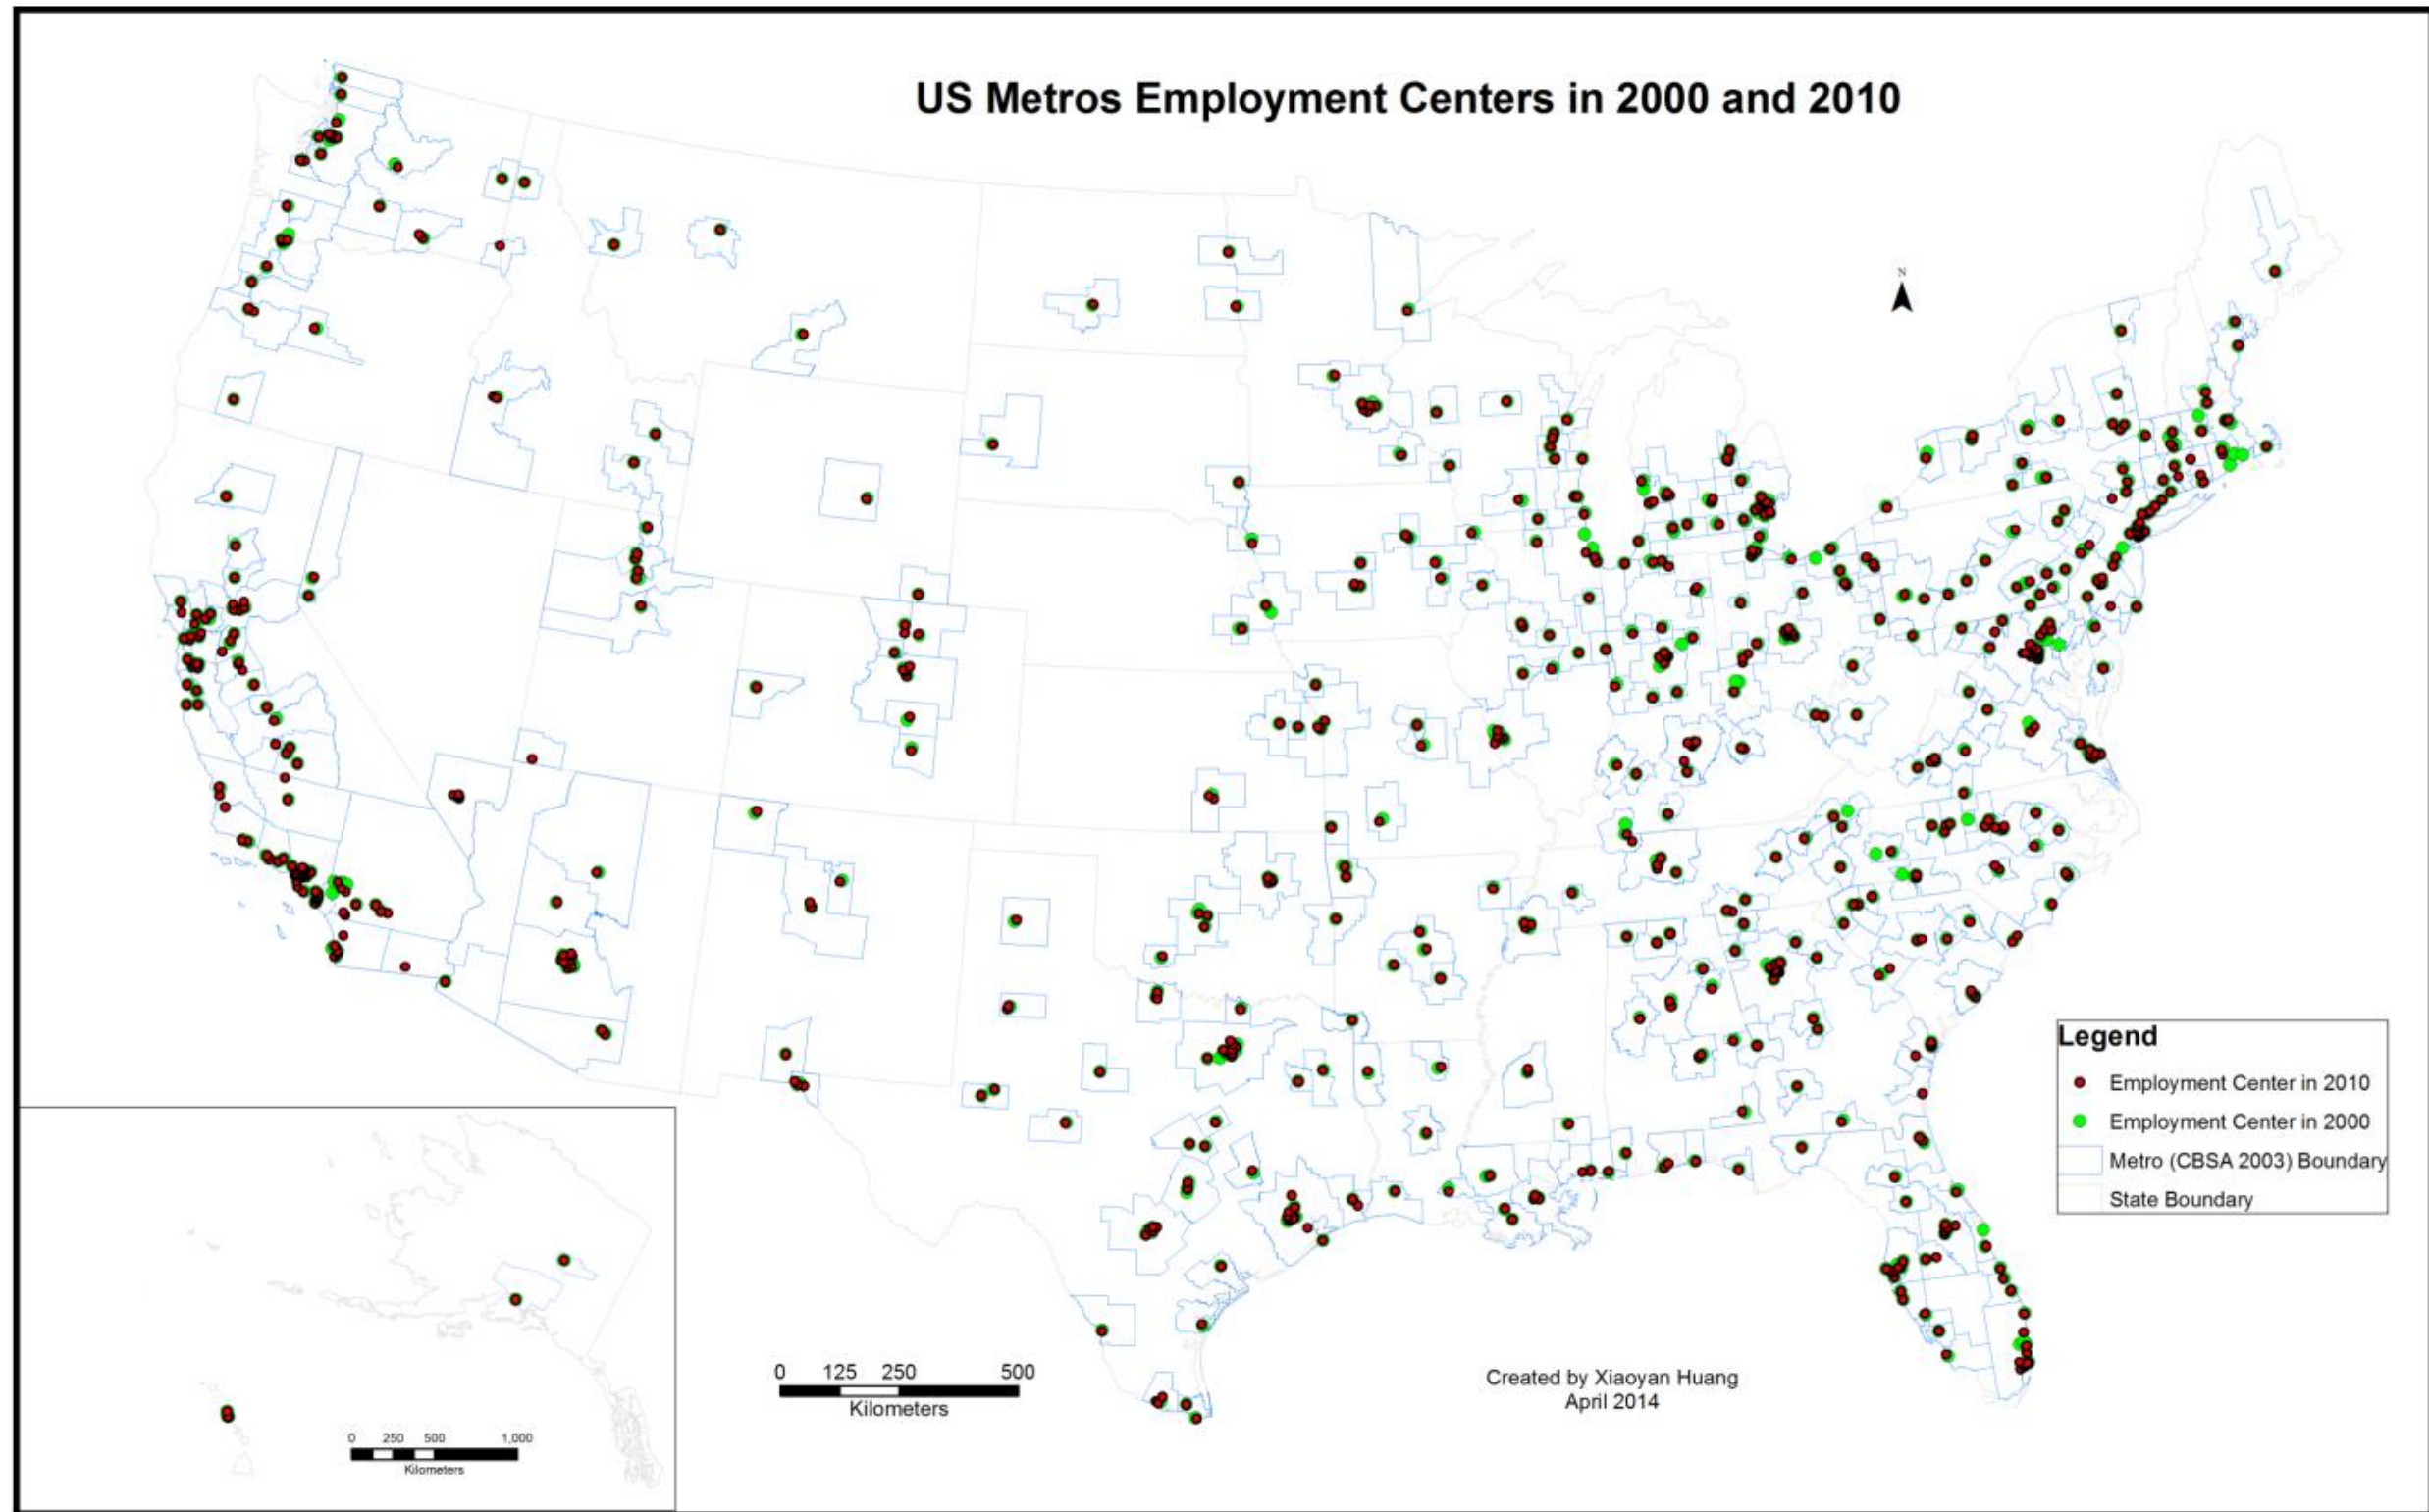 US Metros Employment Centers in 2000 and 2010
N
Legend
Employment Center in 2010
Employment Center in 2000
Metro (CBSA 2003) Boundary
State Boundary
0 125 250 500
Kilometers
Created by Xiaoyan Huang
April 2014
0 250 500 1,000
Kilometers